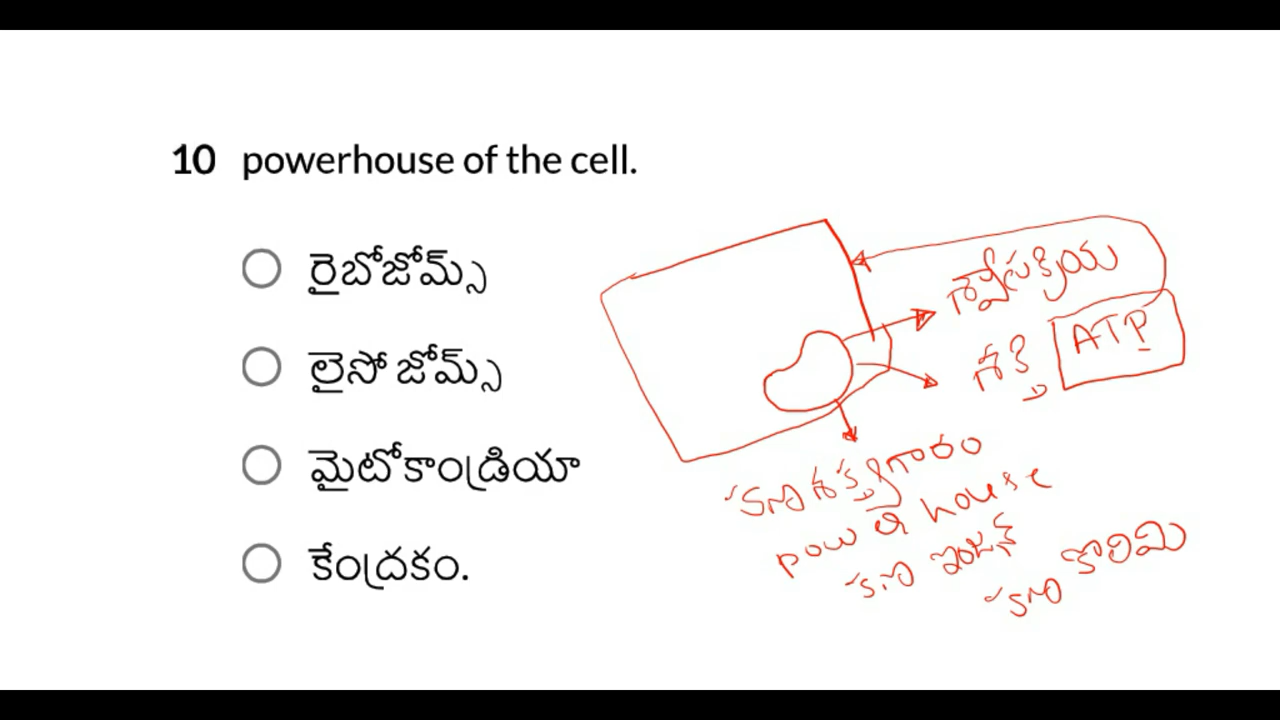 10 powerhouse of the cell.
రైబోజోమ్స్
లైసో జోమ్స్
మైటోకాండ్రియా
కేంద్రకం.
శ్వాసక్రియ
శక్తి ATP
కణ శక్త్యాగారం
power house
కణ ఇంజన్
కణ కొలిమి